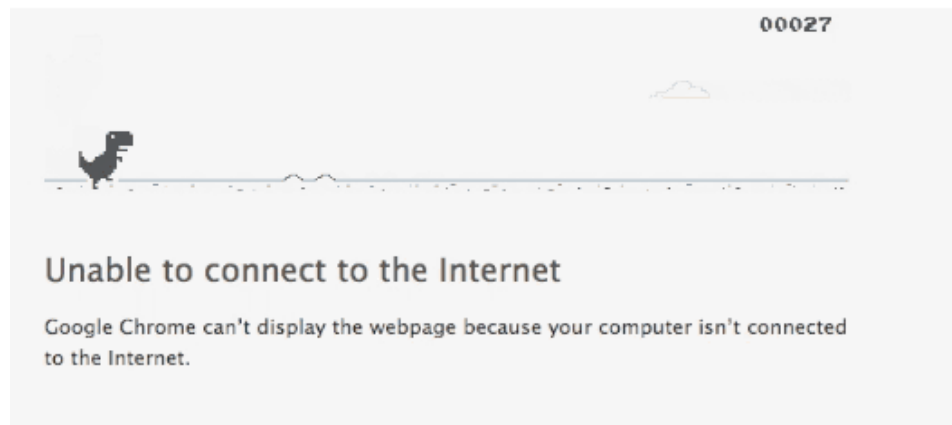 00027
Unable to connect to the Internet
Google Chrome can't display the webpage because your computer isn't connected
to the Internet.